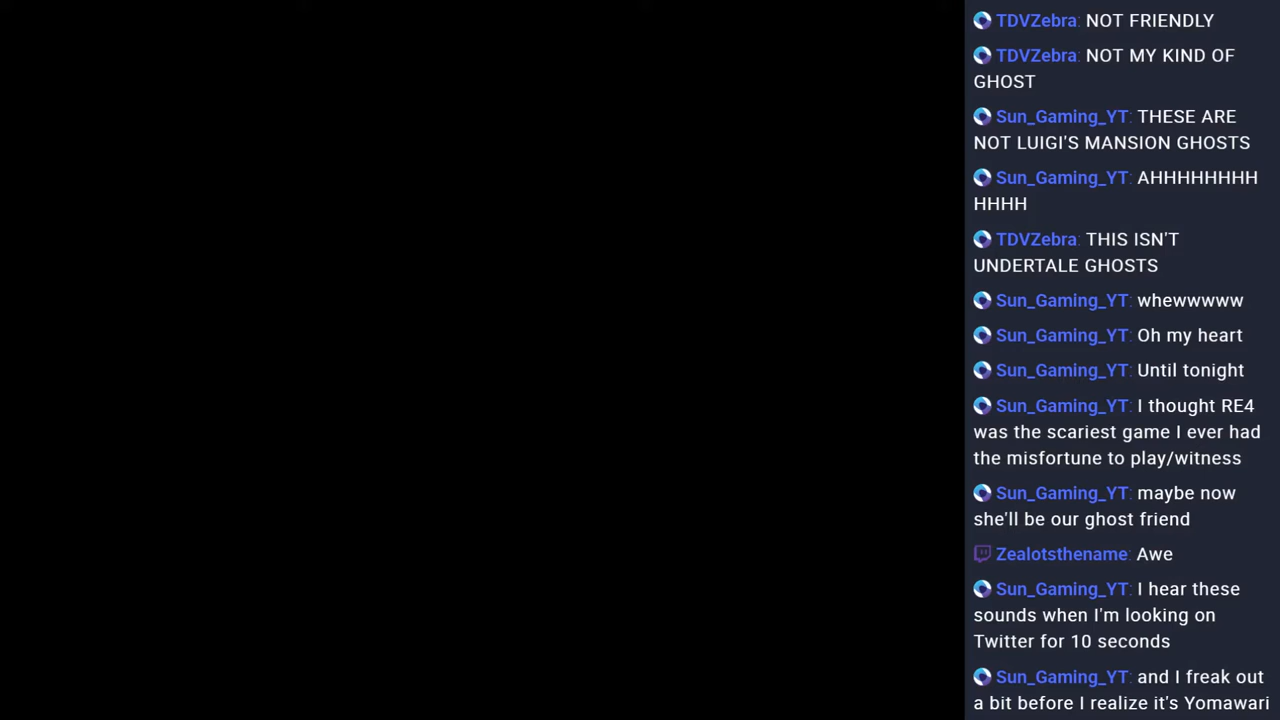 TDVZebra: NOT FRIENDLY
TDVZebra: NOT MY KIND OF
GHOST
Sun_Gaming_YT: THESE ARE
NOT LUIGI'S MANSION GHOSTS
Sun_Gaming_YT: AHHHHHHHH
HHHH
TDVZebra: THIS ISN'T
UNDERTALE GHOSTS
Sun_Gaming_YT: whewwwww
Sun_Gaming_YT: Oh my heart
Sun_Gaming_YT: Until tonight
Sun_Gaming_YT: I thought RE4
was the scariest game I ever had
the misfortune to play/witness
Sun_Gaming_YT: maybe now
she'll be our ghost friend
Zealotsthename: Awe
Sun_Gaming_YT: I hear these
sounds when I'm looking on
Twitter for 10 seconds
Sun_Gaming_YT: and I freak out
a bit before I realize it's Yomawari